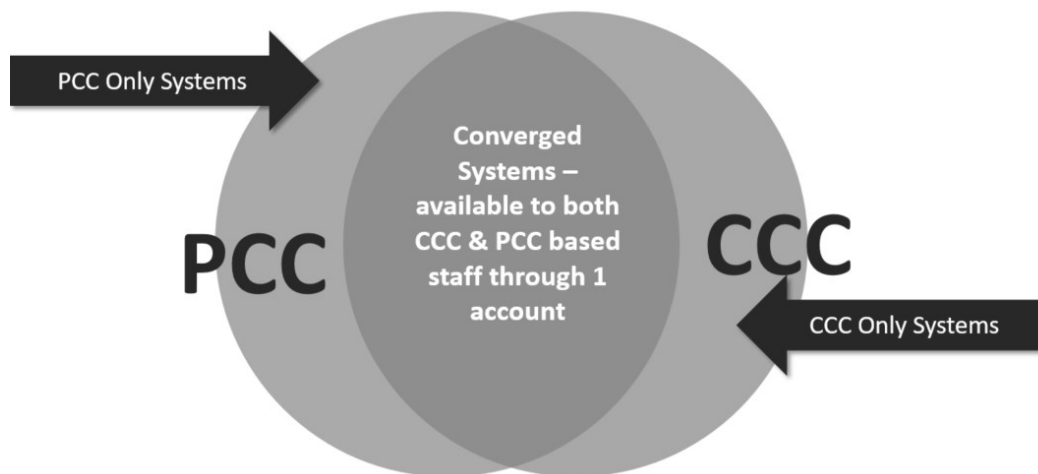 PCC Only Systems
Converged
Systems –
available to both
CCC & PCC based
staff through 1
account
PCC
CCC
CCC Only Systems